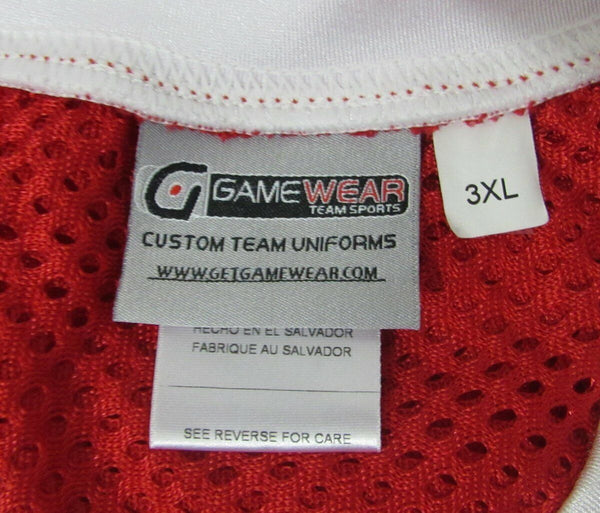 GAMEWEAR
TEAM SPORTS
CUSTOM TEAM UNIFORMS
WWW.GETGAMEWEAR.COM
3XL
HECHO EN EL SALVADOR
FABRIQUE AU SALVADOR
SEE REVERSE FOR CARE